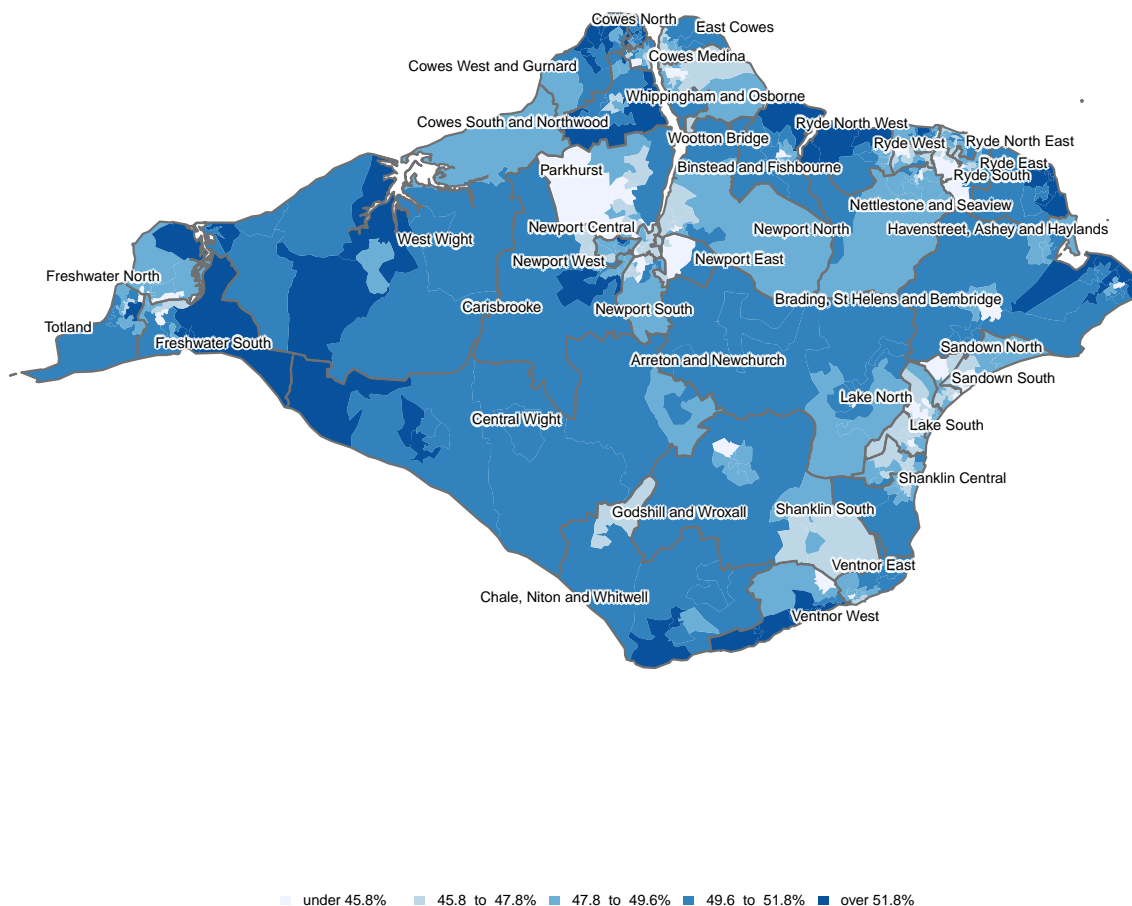 Cowes North
East Cowes
Cowes Medina
Cowes West and Gurnard
Whippingham and Osborne
Cowes South and Northwood
Ryde North West
Wootton Bridge
Ryde West
Ryde North East
Ryde East
Parkhurst
Binstead and Fishbourne
Ryde South
Nettlestone and Seaview
Newport Central
Newport North
Havenstreet, Ashey and Haylands
West Wight
Newport West
Newport East
Freshwater North
Brading, St Helens and Bembridge
Carisbrooke
Newport South
Totland
Freshwater South
Sandown North
Arreton and Newchurch
Sandown South
Lake North
Central Wight
Lake South
Shanklin Central
Godshill and Wroxall
Shanklin South
Ventnor East
Chale, Niton and Whitwell
Ventnor West
under 45.8% 45.8 to 47.8% 47.8 to 49.6% 49.6 to 51.8% over 51.8%